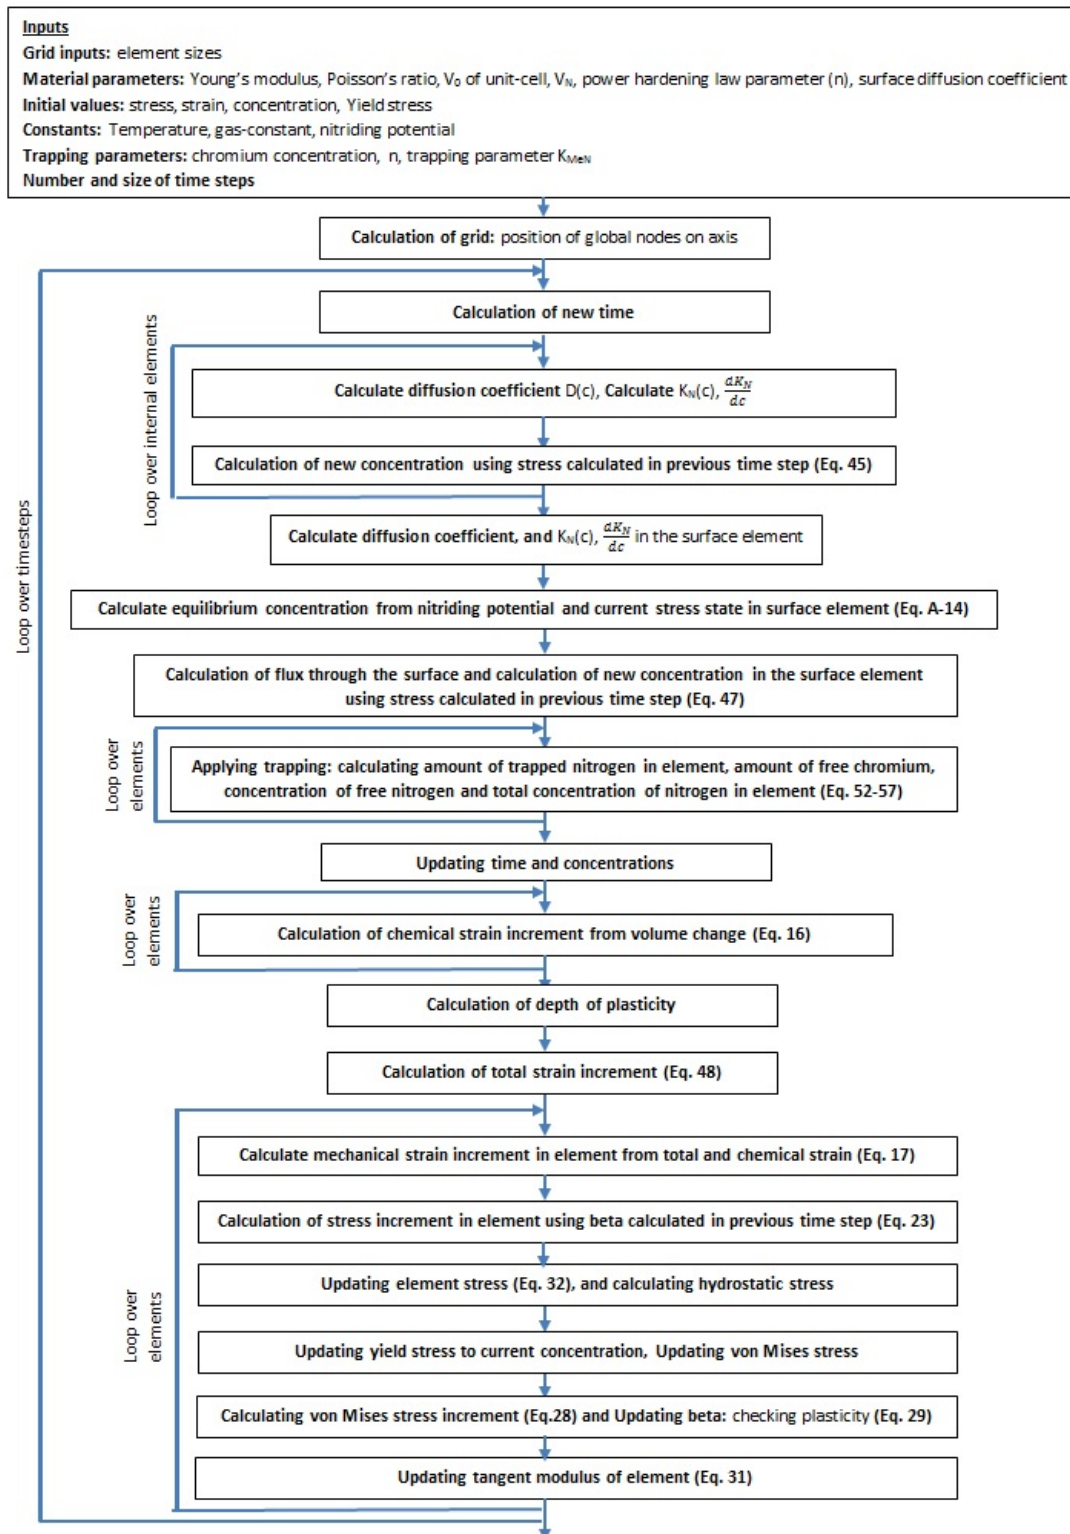 Inputs
Grid inputs: element sizes
Material parameters: Young's modulus, Poisson's ratio, V₀ of unit-cell, V_N, power hardening law parameter (n), surface diffusion coefficient
Initial values: stress, strain, concentration, Yield stress
Constants: Temperature, gas-constant, nitriding potential
Trapping parameters: chromium concentration, n, trapping parameter K_MeN
Number and size of time steps
Calculation of grid: position of global nodes on axis
Loop over timesteps
Calculation of new time
Loop over internal elements
Calculate diffusion coefficient D(c), Calculate K_N(c), dK_N/dc
Calculation of new concentration using stress calculated in previous time step (Eq. 45)
Calculate diffusion coefficient, and K_N(c), dK_N/dc in the surface element
Calculate equilibrium concentration from nitriding potential and current stress state in surface element (Eq. A-14)
Calculation of flux through the surface and calculation of new concentration in the surface element
using stress calculated in previous time step (Eq. 47)
Loop over
elements
Applying trapping: calculating amount of trapped nitrogen in element, amount of free chromium,
concentration of free nitrogen and total concentration of nitrogen in element (Eq. 52-57)
Updating time and concentrations
Loop over
elements
Calculation of chemical strain increment from volume change (Eq. 16)
Calculation of depth of plasticity
Calculation of total strain increment (Eq. 48)
Loop over
elements
Calculate mechanical strain increment in element from total and chemical strain (Eq. 17)
Calculation of stress increment in element using beta calculated in previous time step (Eq. 23)
Updating element stress (Eq. 32), and calculating hydrostatic stress
Updating yield stress to current concentration, Updating von Mises stress
Calculating von Mises stress increment (Eq.28) and Updating beta: checking plasticity (Eq. 29)
Updating tangent modulus of element (Eq. 31)